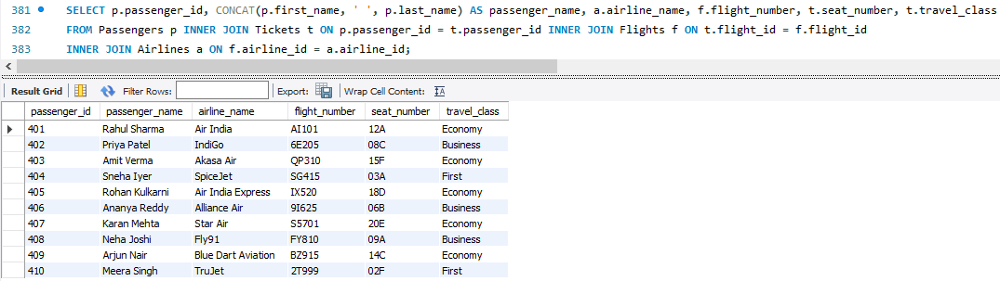 381 SELECT p.passenger_id, CONCAT(p.first_name, ' ', p.last_name) AS passenger_name, a.airline_name, f.flight_number, t.seat_number, t.travel_class
382 FROM Passengers p INNER JOIN Tickets t ON p.passenger_id = t.passenger_id INNER JOIN Flights f ON t.flight_id = f.flight_id
383 INNER JOIN Airlines a ON f.airline_id = a.airline_id;
Result Grid Filter Rows: Export: Wrap Cell Content: IA
passenger_id passenger_name airline_name flight_number seat_number travel_class
401 Rahul Sharma Air India AI101 12A Economy
402 Priya Patel IndiGo 6E205 08C Business
403 Amit Verma Akasa Air QP310 15F Economy
404 Sneha Iyer SpiceJet SG415 03A First
405 Rohan Kulkarni Air India Express IX520 18D Economy
406 Ananya Reddy Alliance Air 9I625 06B Business
407 Karan Mehta Star Air S5701 20E Economy
408 Neha Joshi Fly91 FY810 09A Business
409 Arjun Nair Blue Dart Aviation BZ915 14C Economy
410 Meera Singh TruJet 2T999 02F First